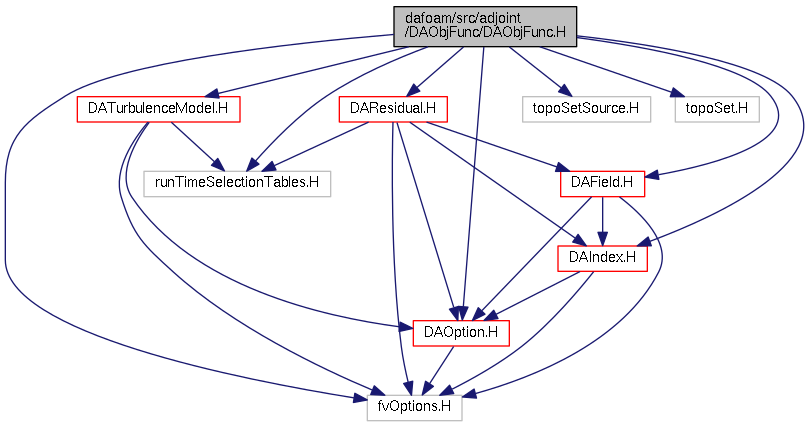 dafoam/src/adjoint
/DAObjFunc/DAObjFunc.H
DATurbulenceModel.H
DAResidual.H
topoSetSource.H
topoSet.H
runTimeSelectionTables.H
DAField.H
DAIndex.H
DAOption.H
fvOptions.H